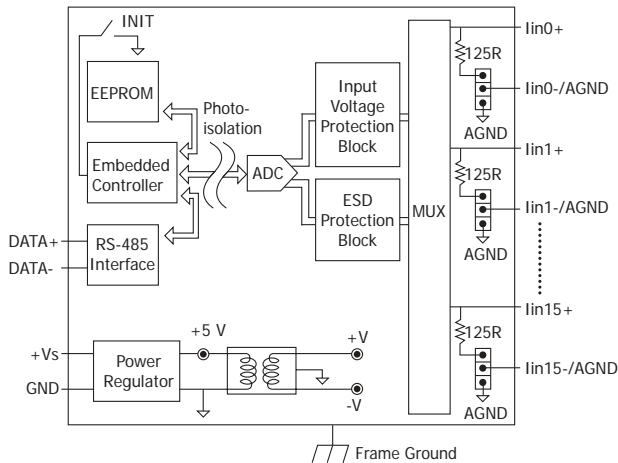 INIT
Iin0+
125R
EEPROM
Photo-
isolation
Input
Voltage
Protection
Block
Iin0-/AGND
AGND
Embedded
Controller
ADC
Iin1+
125R
ESD
Protection
Block
MUX
Iin1-/AGND
AGND
DATA+
DATA-
RS-485
Interface
Iin15+
125R
+5 V
+V
+Vs
GND
Power
Regulator
Iin15-/AGND
-V
AGND
Frame Ground